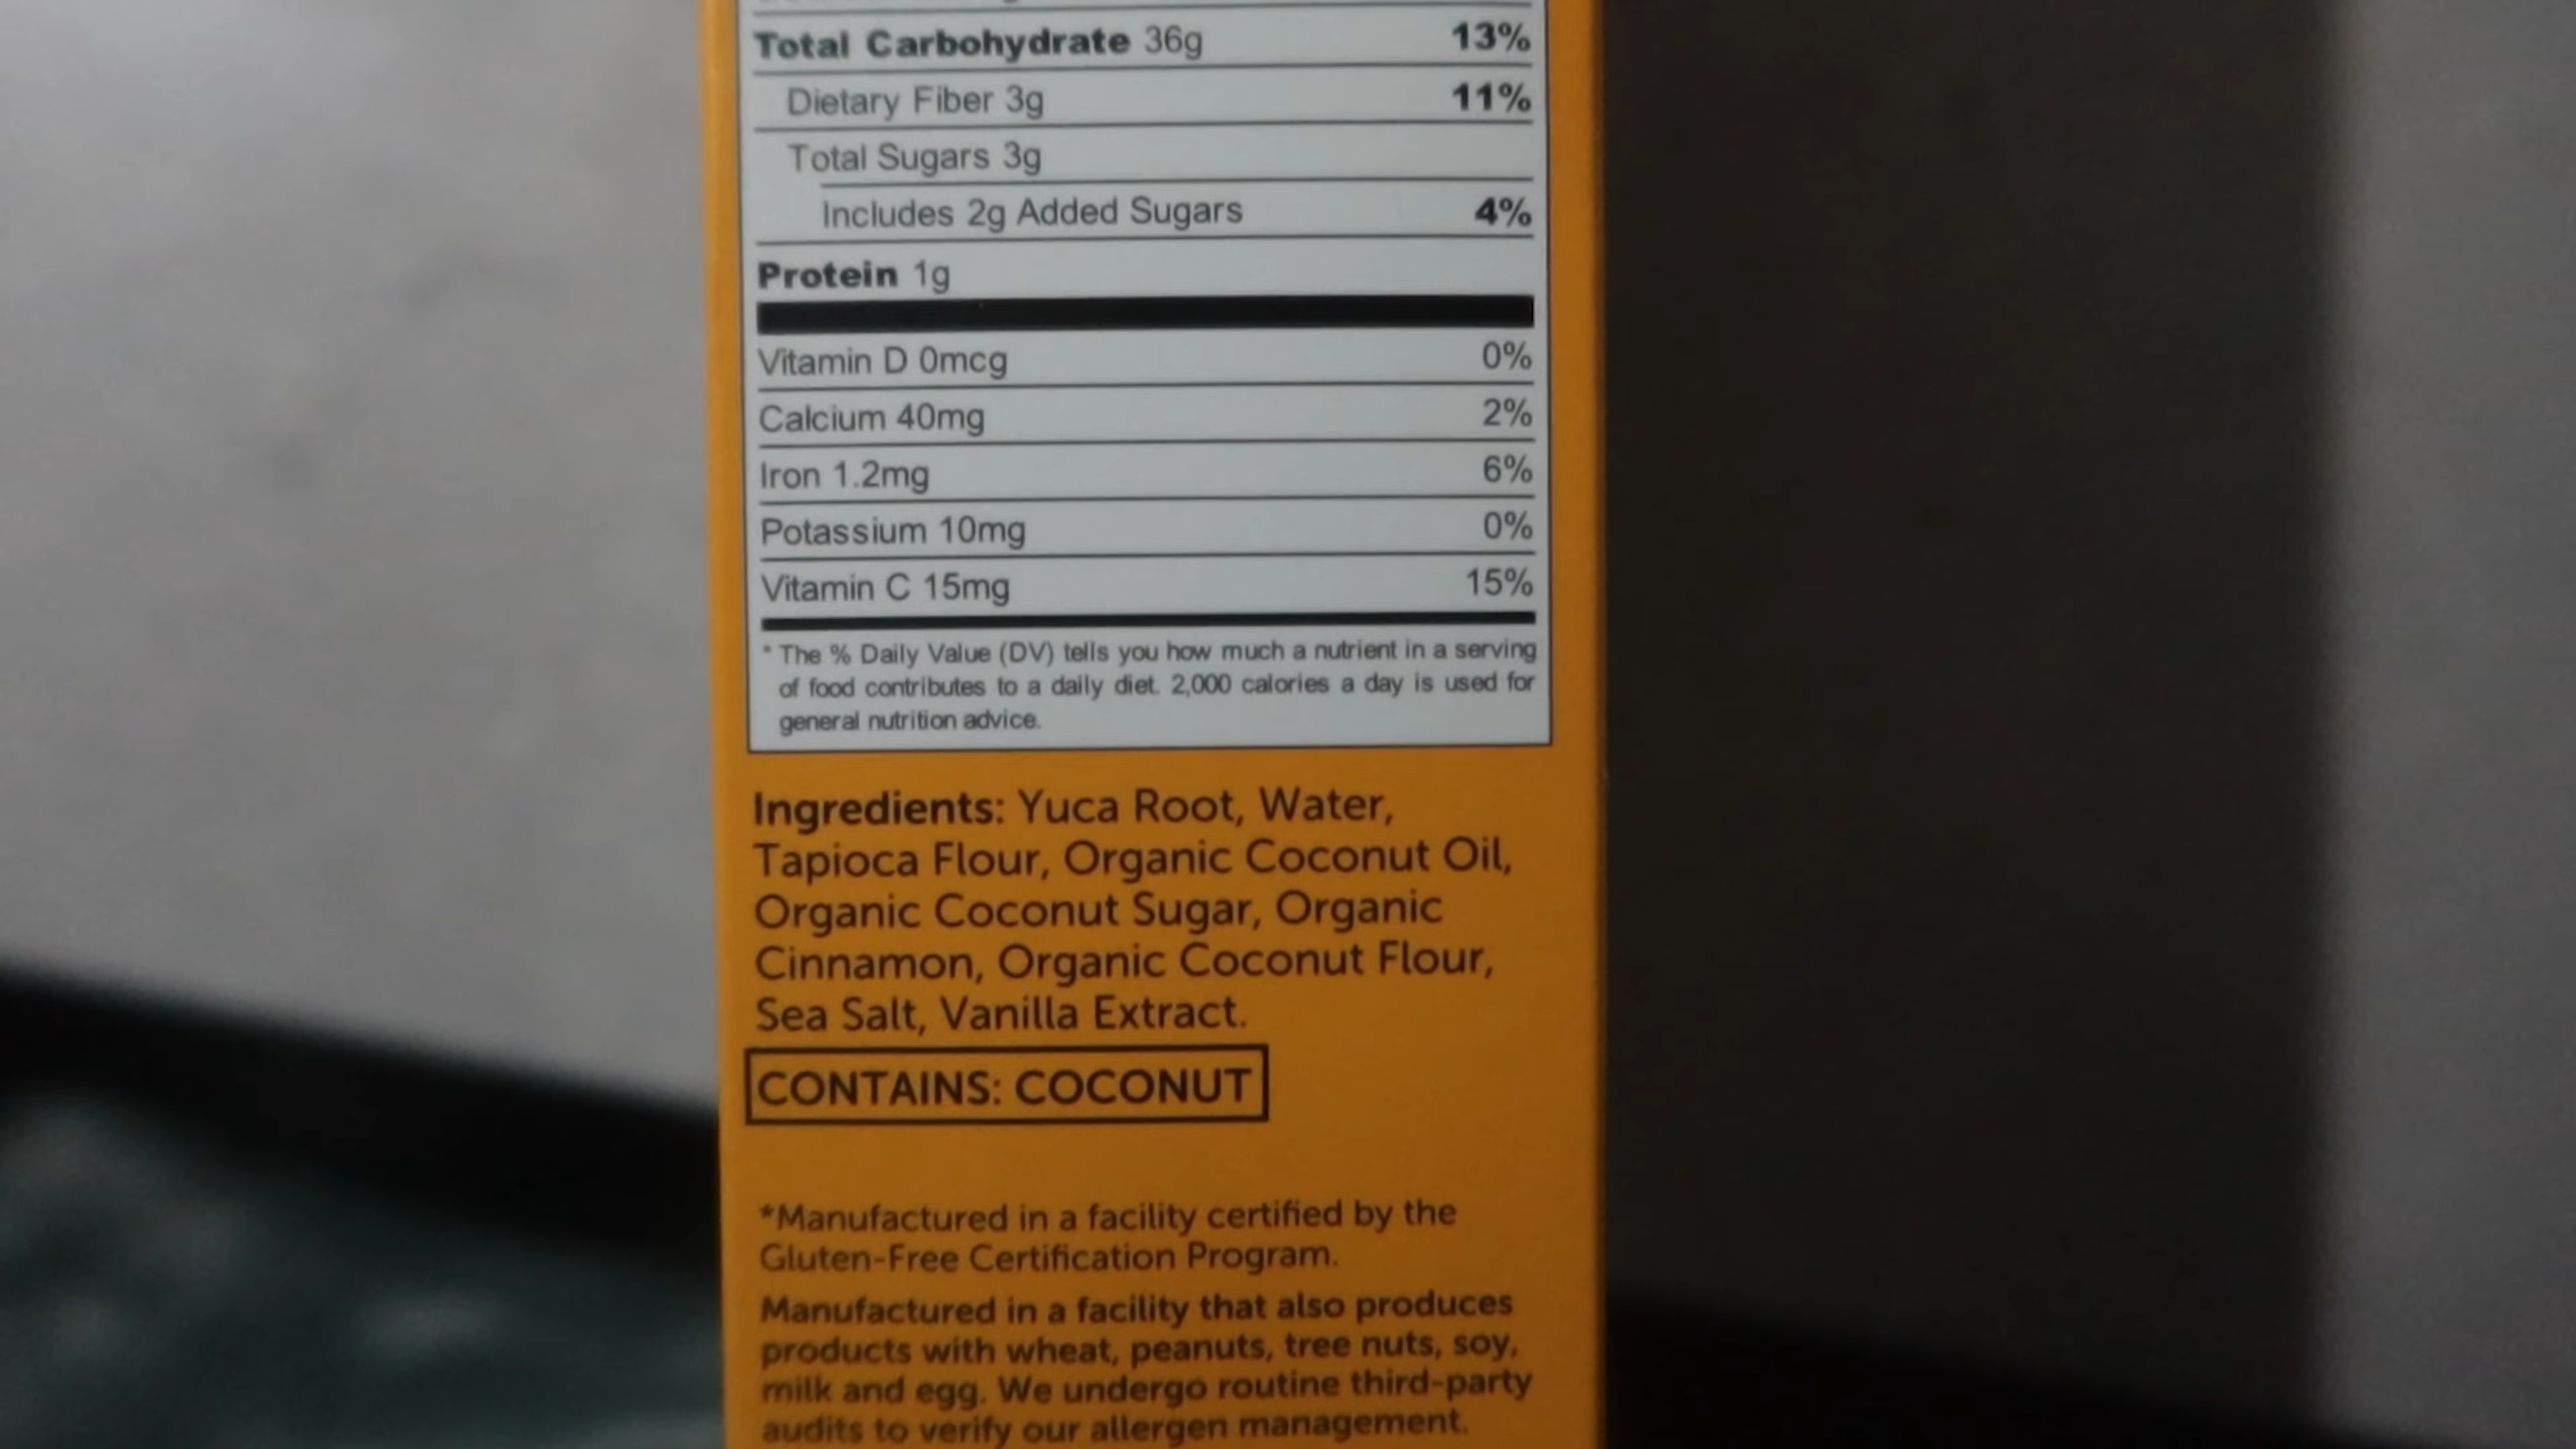 Total Carbohydrate 36g 13%
Dietary Fiber 3g 11%
Total Sugars 3g
Includes 2g Added Sugars 4%
Protein 1g
Vitamin D 0mcg 0%
Calcium 40mg 2%
Iron 1.2mg 6%
Potassium 10mg 0%
Vitamin C 15mg 15%
* The % Daily Value (DV) tells you how much a nutrient in a serving
of food contributes to a daily diet. 2,000 calories a day is used for
general nutrition advice.
Ingredients: Yuca Root, Water,
Tapioca Flour, Organic Coconut Oil,
Organic Coconut Sugar, Organic
Cinnamon, Organic Coconut Flour,
Sea Salt, Vanilla Extract.
CONTAINS: COCONUT
*Manufactured in a facility certified by the
Gluten-Free Certification Program.
Manufactured in a facility that also produces
products with wheat, peanuts, tree nuts, soy,
milk and egg. We undergo routine third-party
audits to verify our allergen management.